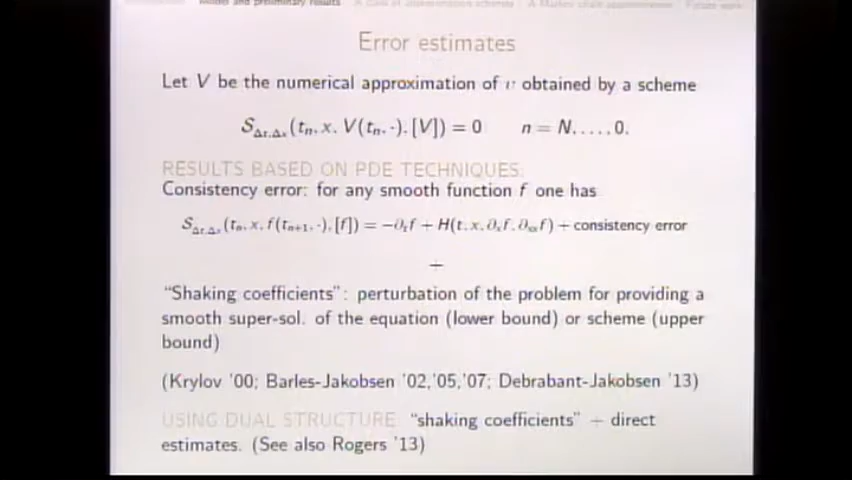 Model and preliminary results
Error estimates
Let V be the numerical approximation of v obtained by a scheme
S_{Δt,Δx}(t_n, x, V(t_n, ·), [V]) = 0 n = N, . . . , 0.
RESULTS BASED ON PDE TECHNIQUES:
Consistency error: for any smooth function f one has
S_{Δt,Δx}(t_n, x, f(t_{n+1}, ·), [f]) = −∂_t f + H(t, x, ∂_x f, ∂_{xx} f) + consistency error
+
“Shaking coefficients”: perturbation of the problem for providing a
smooth super-sol. of the equation (lower bound) or scheme (upper
bound)
(Krylov '00; Barles-Jakobsen '02,'05,'07; Debrabant-Jakobsen '13)
USING DUAL STRUCTURE “shaking coefficients” + direct
estimates. (See also Rogers '13)